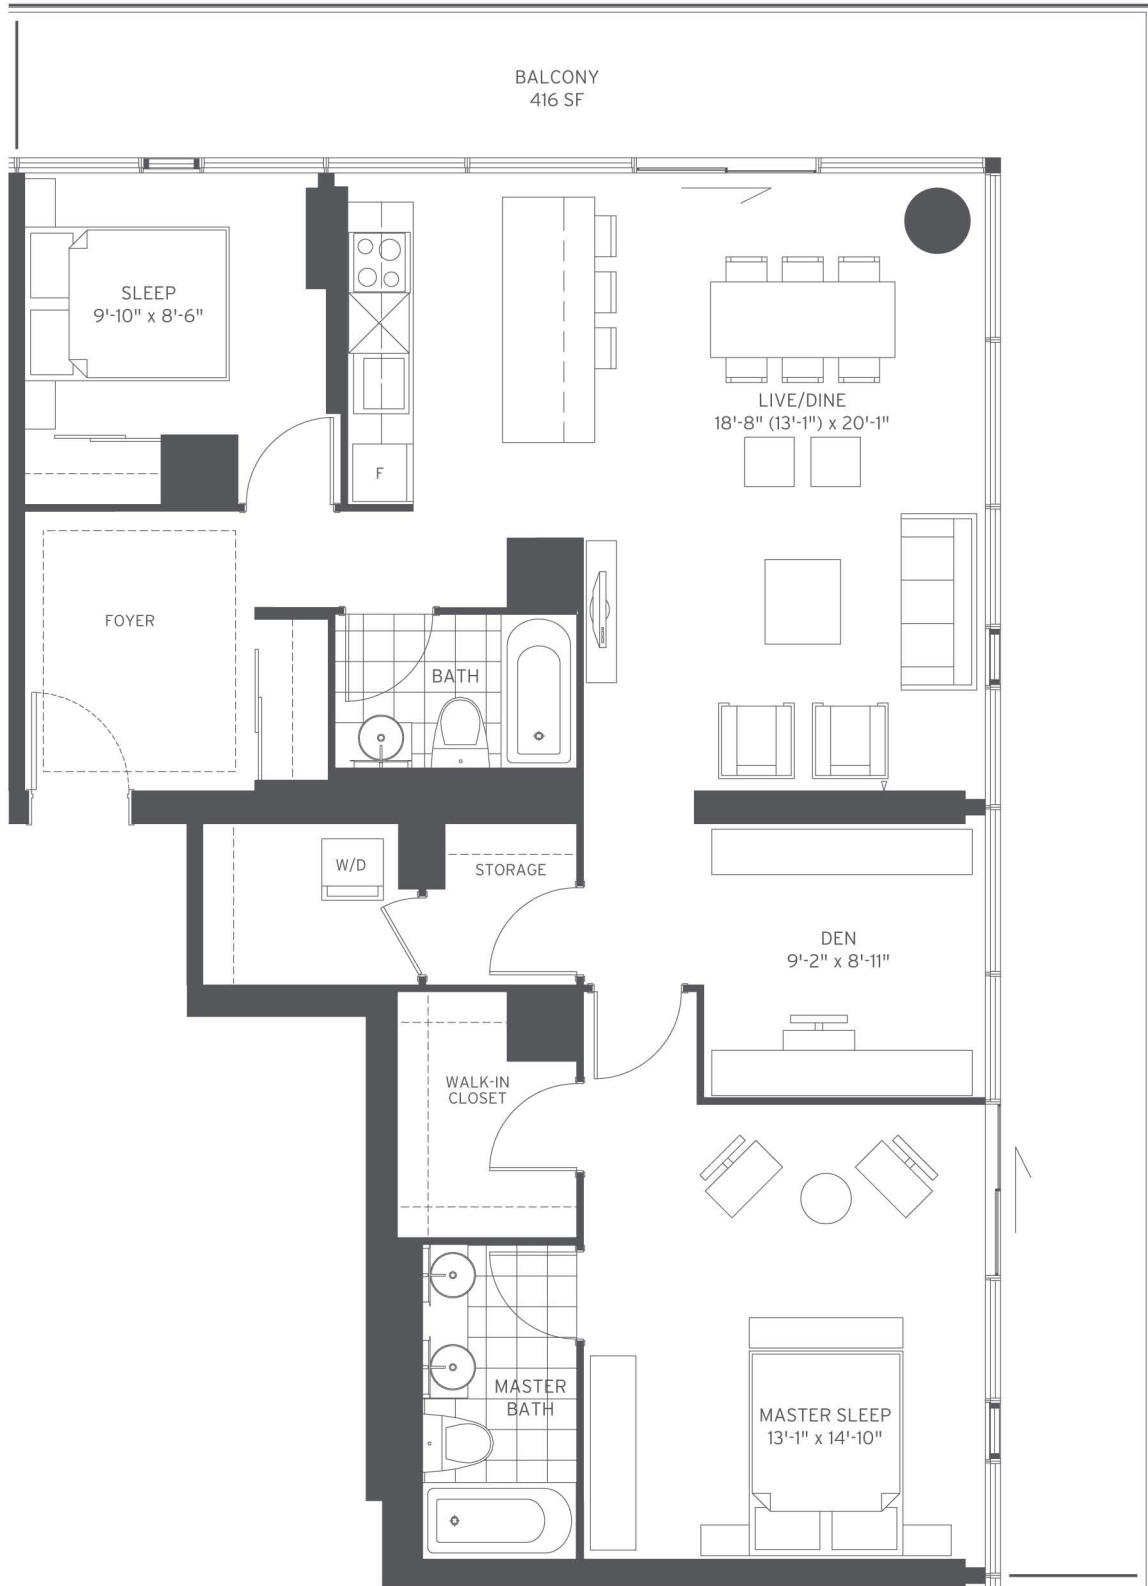 BALCONY
416 SF
SLEEP
9'-10" x 8'-6"
LIVE/DINE
18'-8" (13'-1") x 20'-1"
F
FOYER
BATH
W/D
STORAGE
DEN
9'-2" x 8'-11"
WALK-IN
CLOSET
MASTER
BATH
MASTER SLEEP
13'-1" x 14'-10"